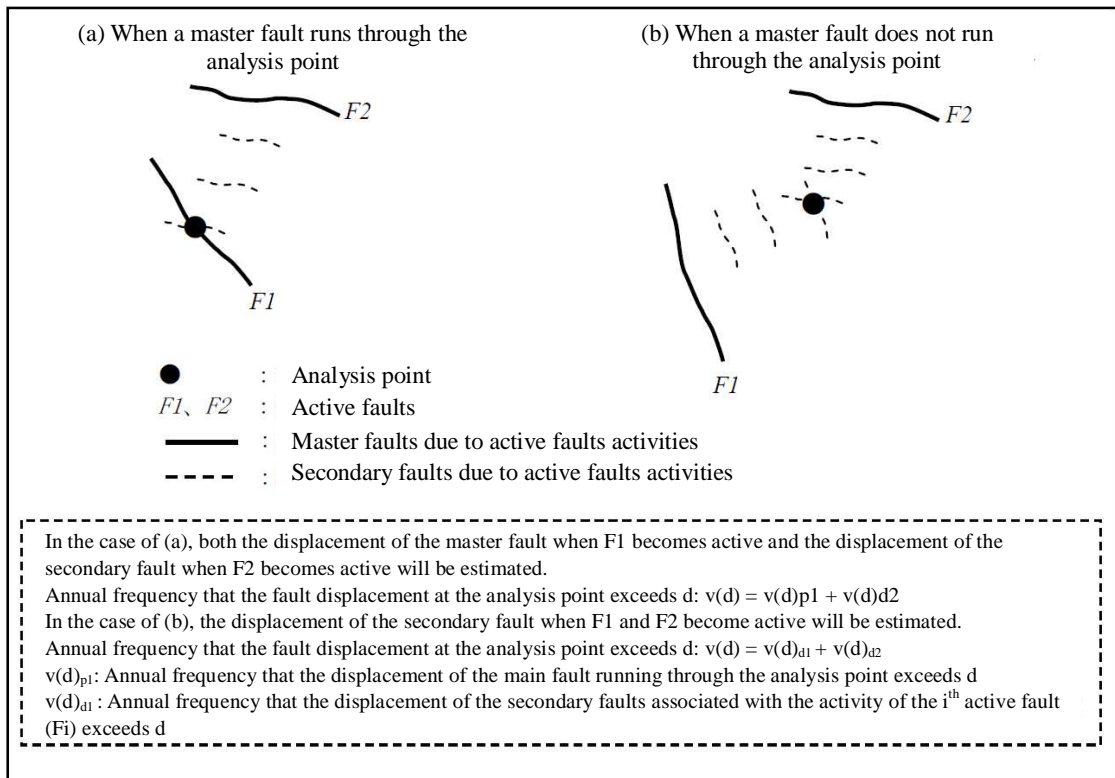 (a) When a master fault runs through the
analysis point
(b) When a master fault does not run
through the analysis point
F2
F1
F2
F1
: Analysis point
F1、F2 : Active faults
: Master faults due to active faults activities
: Secondary faults due to active faults activities
In the case of (a), both the displacement of the master fault when F1 becomes active and the displacement of the
secondary fault when F2 becomes active will be estimated.
Annual frequency that the fault displacement at the analysis point exceeds d: v(d) = v(d)p1 + v(d)d2
In the case of (b), the displacement of the secondary fault when F1 and F2 become active will be estimated.
Annual frequency that the fault displacement at the analysis point exceeds d: v(d) = v(d)d1 + v(d)d2
v(d)p1: Annual frequency that the displacement of the main fault running through the analysis point exceeds d
v(d)d1 : Annual frequency that the displacement of the secondary faults associated with the activity of the ith active fault
(Fi) exceeds d